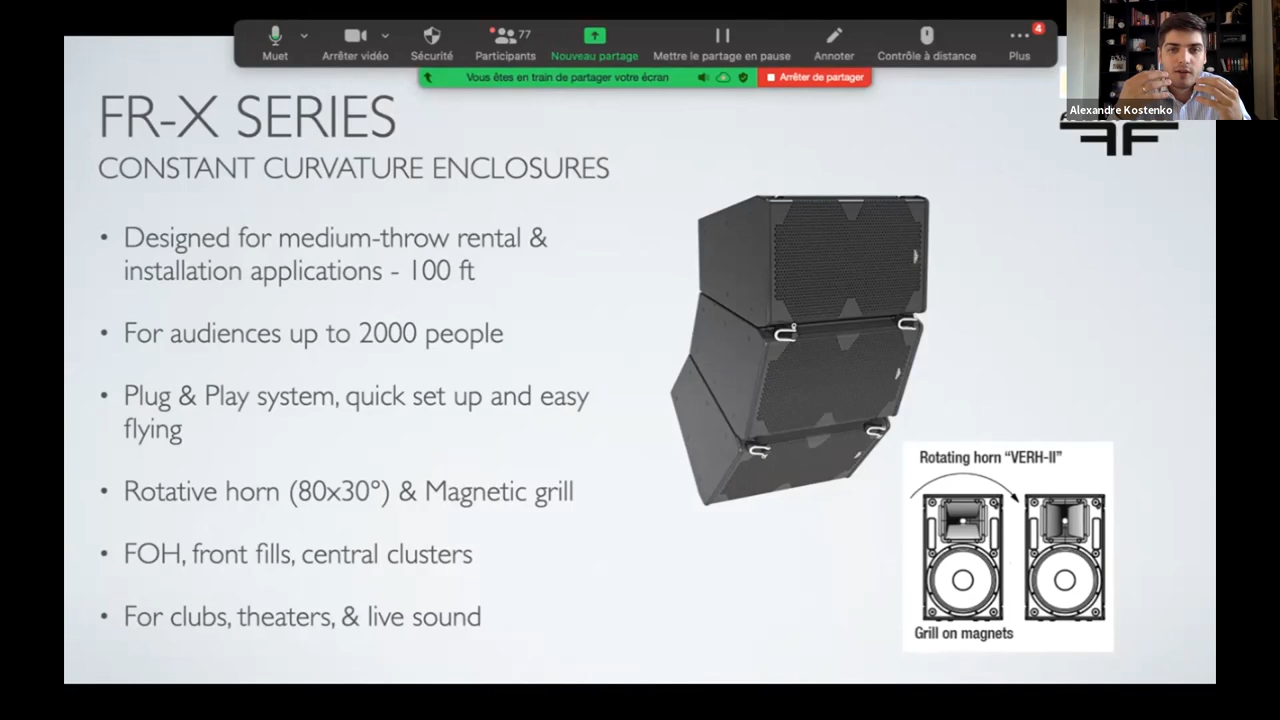 77
4
Muet
Arrêter vidéo
Sécurité
Participants
Nouveau partage
Mettre le partage en pause
Annoter
Contrôle à distance
Plus
Vous êtes en train de partager votre écran
Arrêter de partager
Alexandre Kostenko
FR-X SERIES
CONSTANT CURVATURE ENCLOSURES
• Designed for medium-throw rental &
installation applications - 100 ft
• For audiences up to 2000 people
• Plug & Play system, quick set up and easy
flying
• Rotative horn (80x30°) & Magnetic grill
• FOH, front fills, central clusters
• For clubs, theaters, & live sound
Rotating horn “VERH-II”
Grill on magnets